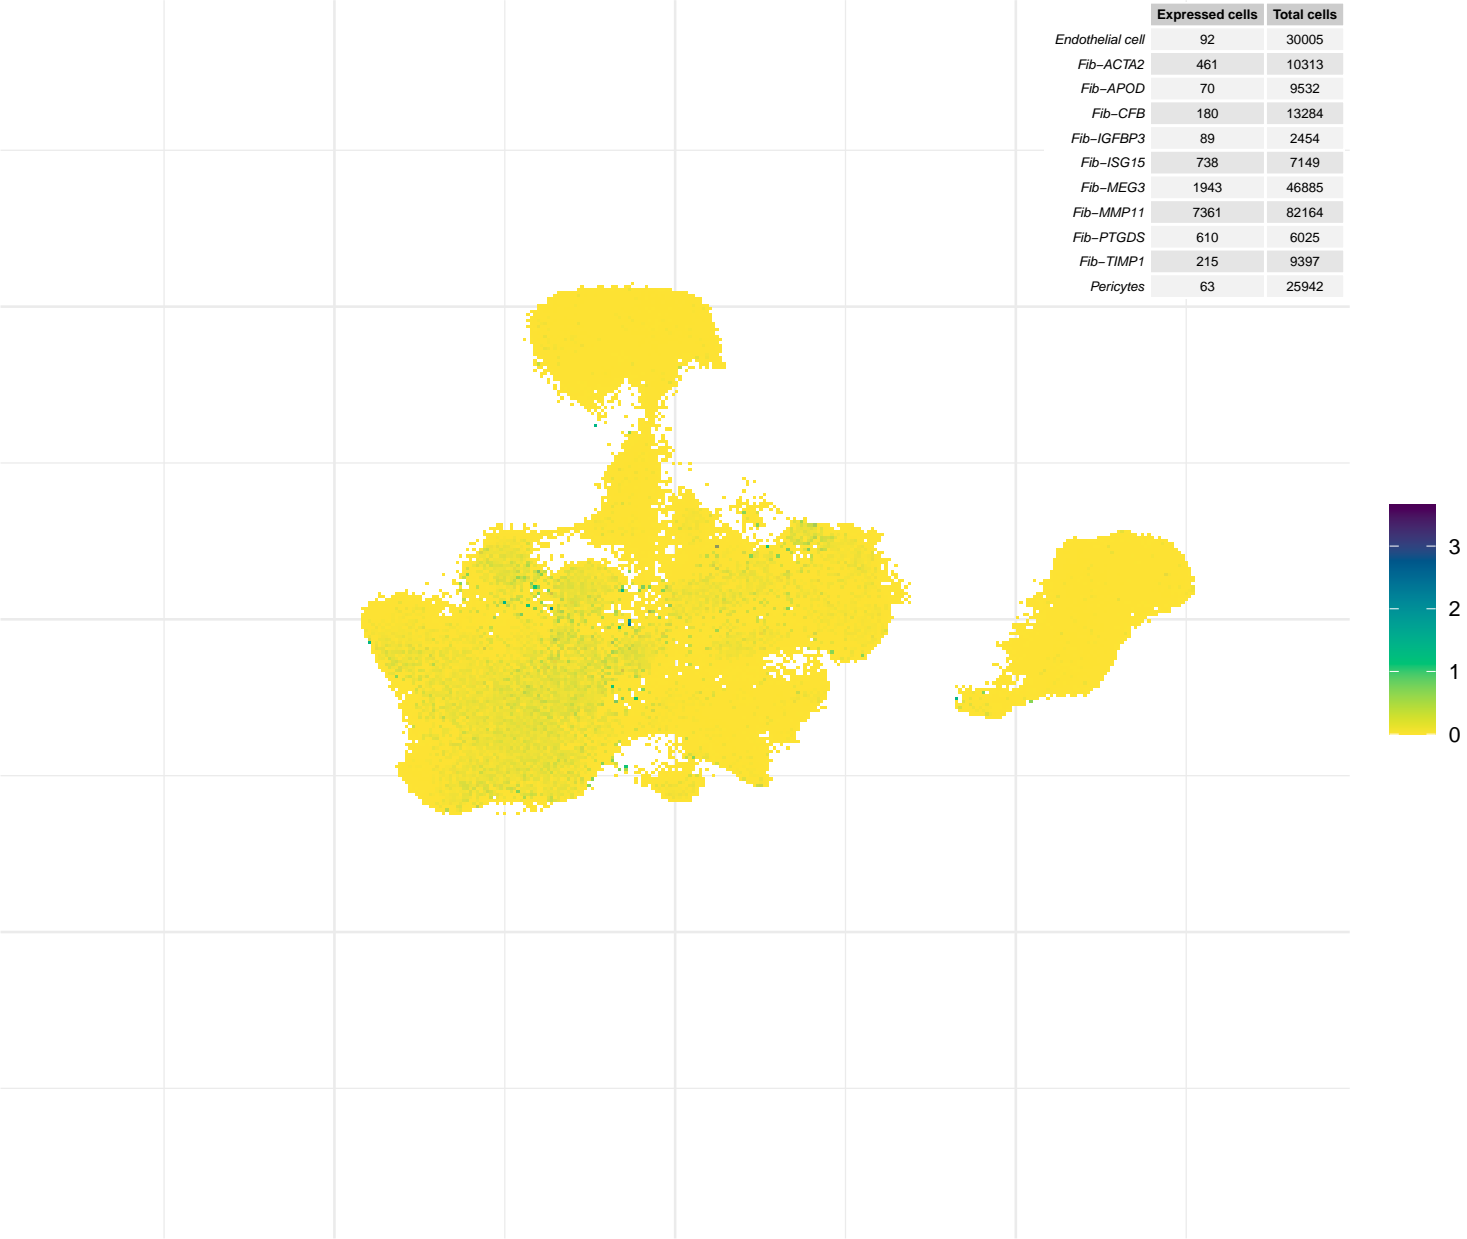 Expressed cells Total cells
Endothelial cell 92 30005
Fib−ACTA2 461 10313
Fib−APOD 70 9532
Fib−CFB 180 13284
Fib−IGFBP3 89 2454
Fib−ISG15 738 7149
Fib−MEG3 1943 46885
Fib−MMP11 7361 82164
Fib−PTGDS 610 6025
Fib−TIMP1 215 9397
Pericytes 63 25942
3
2
1
0